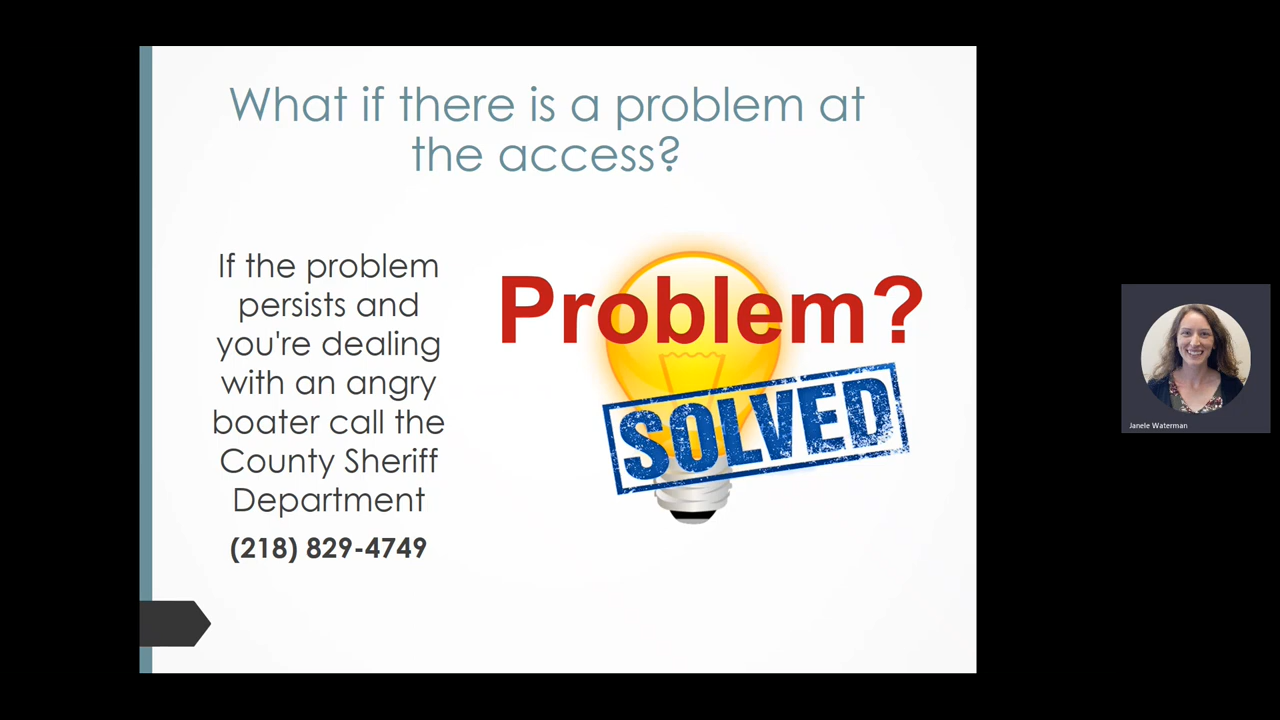 What if there is a problem at
the access?
If the problem
persists and
you're dealing
with an angry
boater call the
County Sheriff
Department
(218) 829-4749
Problem?
SOLVED
Janele Waterman